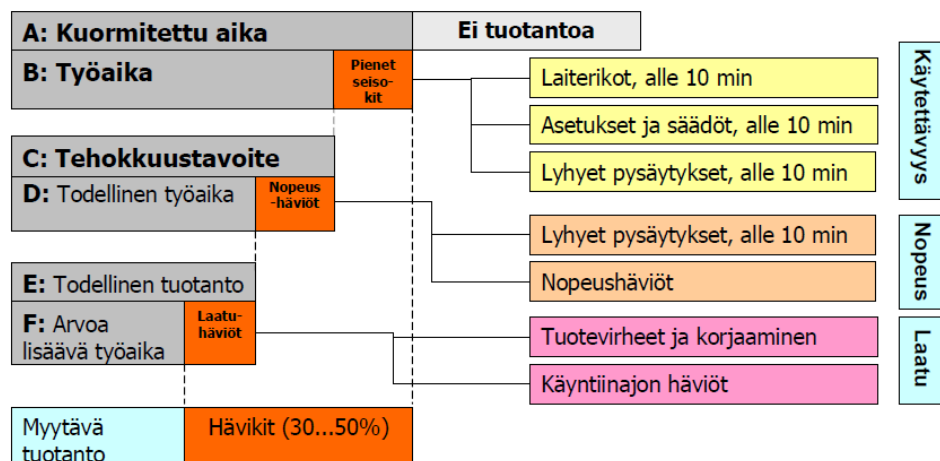 A: Kuormitettu aika
Ei tuotantoa
B: Työaika
Pienet
seiso-
kit
Laiterikot, alle 10 min
Asetukset ja säädöt, alle 10 min
Lyhyet pysäytykset, alle 10 min
Käytettävyys
C: Tehokkuustavoite
D: Todellinen työaika
Nopeus
-häviöt
Lyhyet pysäytykset, alle 10 min
Nopeushäviöt
Nopeus
E: Todellinen tuotanto
F: Arvoa
lisäävä työaika
Laatu-
häviöt
Tuotevirheet ja korjaaminen
Käyntiinajon häviöt
Laatu
Myytävä
tuotanto
Hävikit (30...50%)